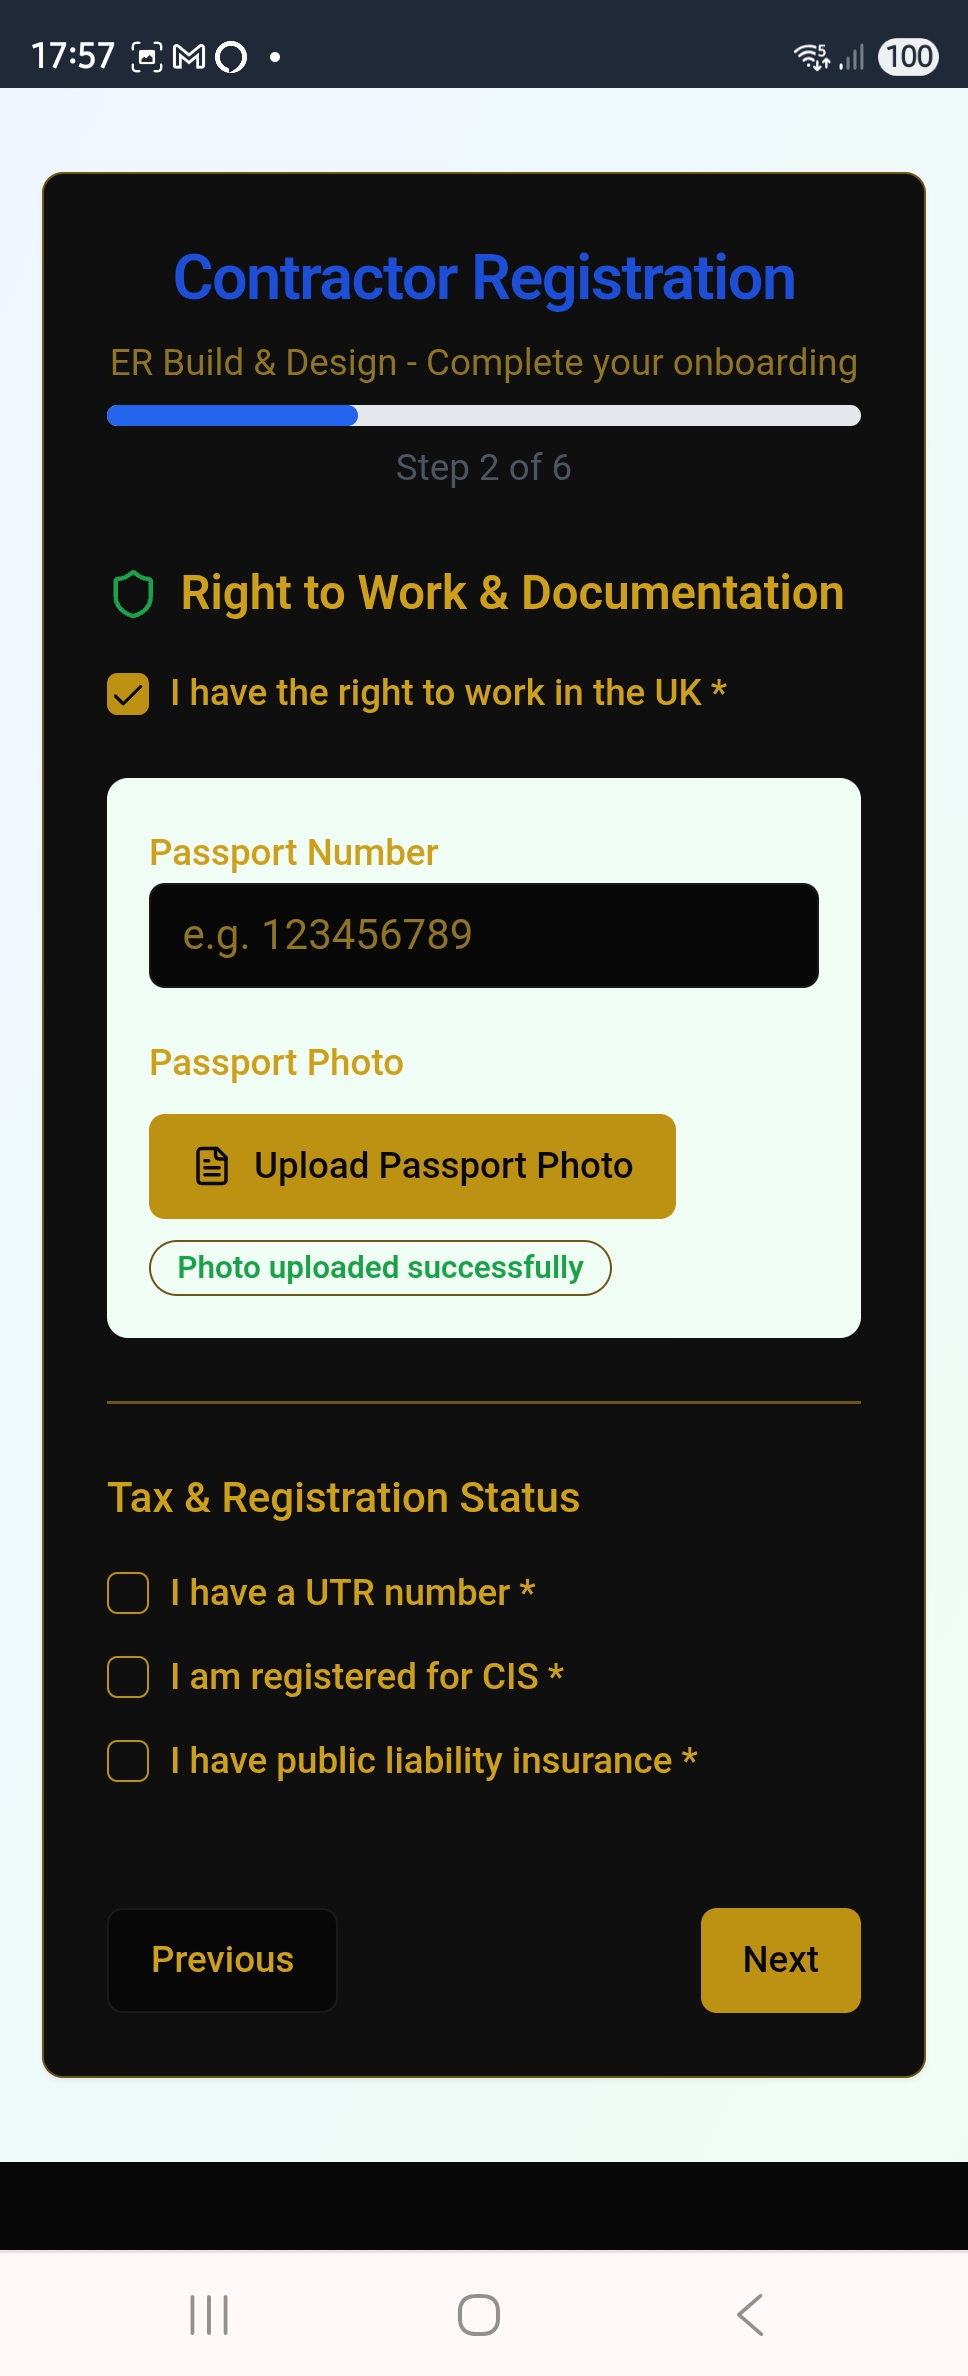 17:57
5
100
Contractor Registration
ER Build & Design - Complete your onboarding
Step 2 of 6
Right to Work & Documentation
I have the right to work in the UK *
Passport Number
e.g. 123456789
Passport Photo
Upload Passport Photo
Photo uploaded successfully
Tax & Registration Status
I have a UTR number *
I am registered for CIS *
I have public liability insurance *
Previous
Next